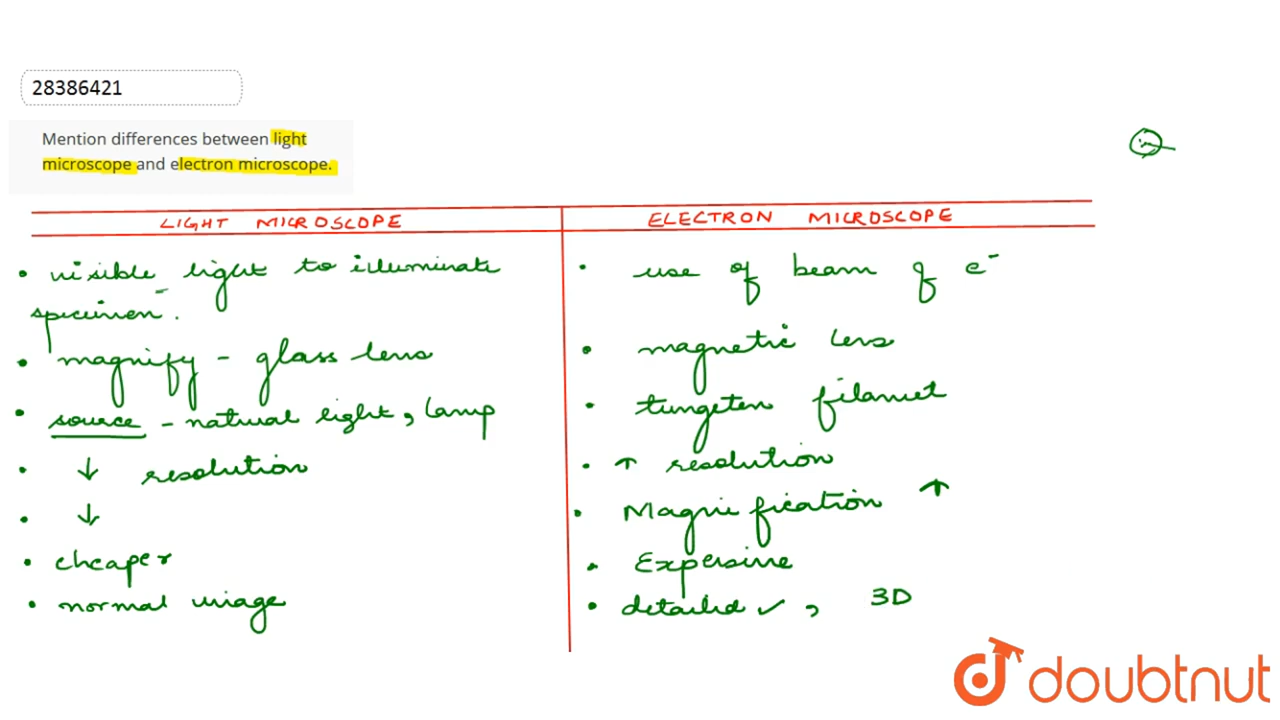 28386421
Mention differences between light
microscope and electron microscope.
LIGHT MICROSCOPE
ELECTRON MICROSCOPE
• visible light to illuminate
specimen.
• use of beam of e⁻
• magnify - glass lens
• magnetic lens
• source - natural light, lamp
• tungsten filament
• ↓ resolution
• ↑ resolution
• ↓
• Magnification ↑
• cheaper
• Expensive
• normal image
• detailed ✓, 3D
doubtnut